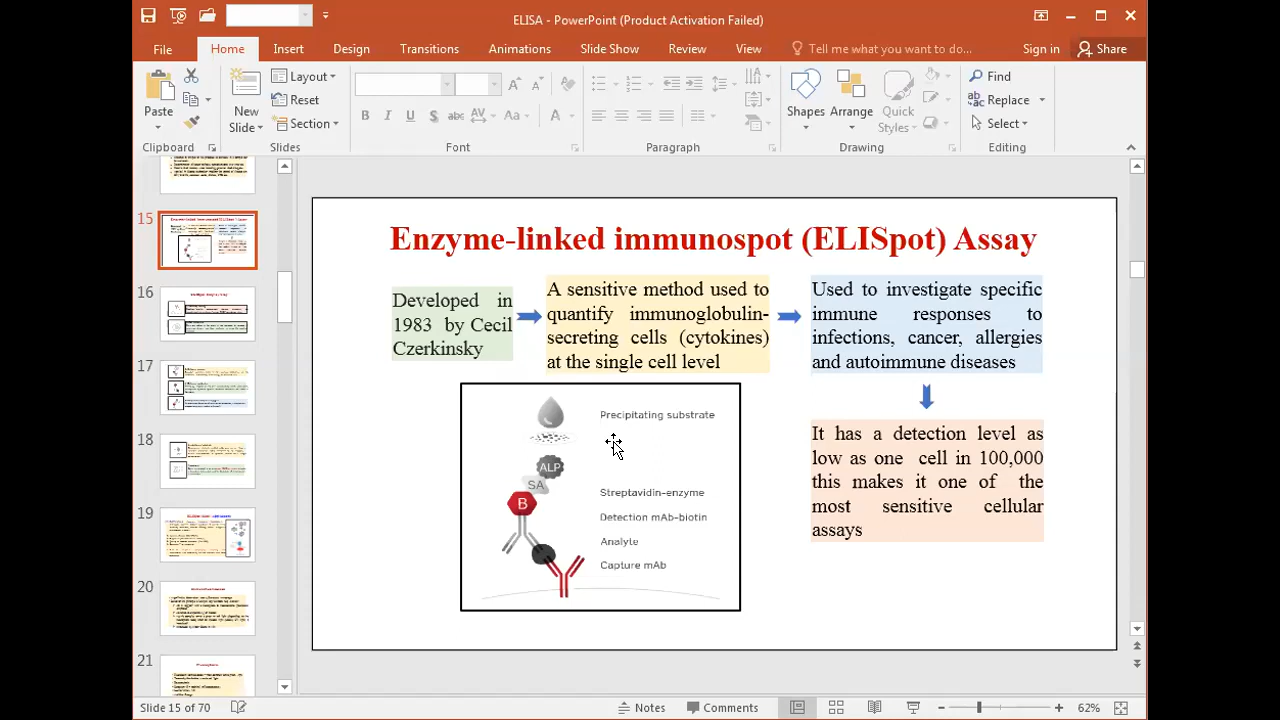 ELISA - PowerPoint (Product Activation Failed)
File Home Insert Design Transitions Animations Slide Show Review View Tell me what you want to do... Sign in Share
Paste
New
Slide
Layout
Reset
Section
Shapes
Arrange
Quick
Styles
Find
Replace
Select
Clipboard Slides Font Paragraph Drawing Editing
15
16
17
18
19
20
21
Enzyme-linked immunospot (ELISpot) Assay
Developed in
1983 by Cecil
Czerkinsky
A sensitive method used to
quantify immunoglobulin-
secreting cells (cytokines)
at the single cell level
Used to investigate specific
immune responses to
infections, cancer, allergies
and autoimmune diseases
It has a detection level as
low as one cell in 100,000
this makes it one of the
most sensitive cellular
assays
Precipitating substrate
ALP
SA
B
Streptavidin-enzyme
Detection mAb-biotin
Analyte
Capture mAb
Slide 15 of 70
Notes
Comments
62%